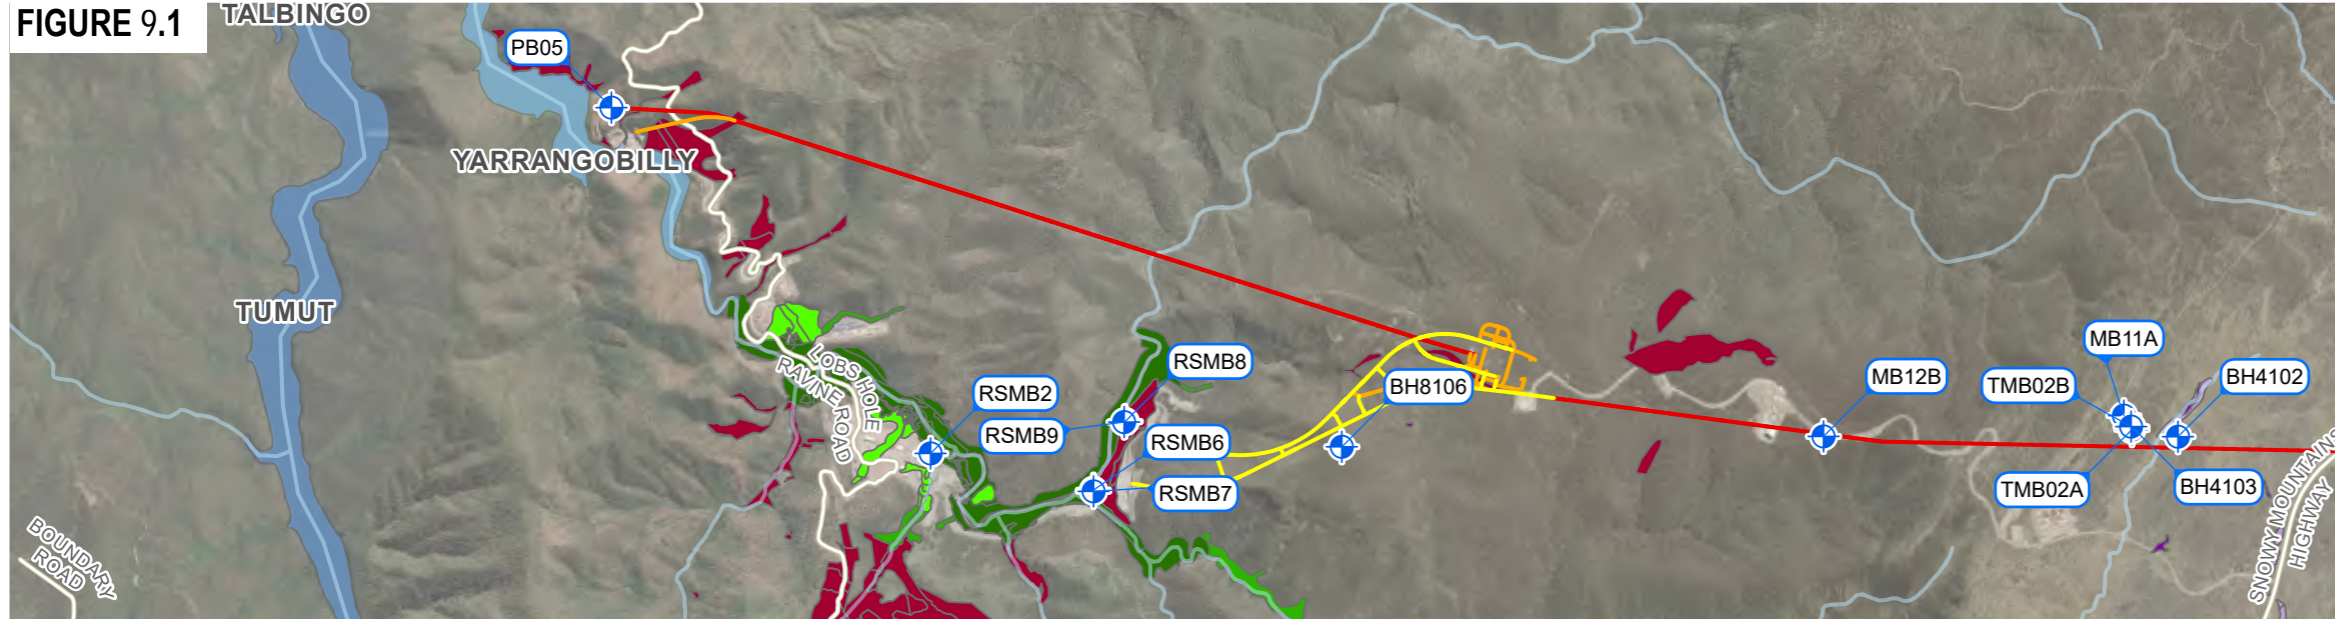 FIGURE 9.1
TALBINGO
PB05
YARRANGOBILLY
TUMUT
LOBS HOLE
RAVINE ROAD
RSMB2
RSMB9
RSMB8
RSMB6
RSMB7
BH8106
MB12B
MB11A
TMB02B
BH4102
TMB02A
BH4103
BOUNDARY
ROAD
SNOWY MOUNTAINS
HIGHWAY